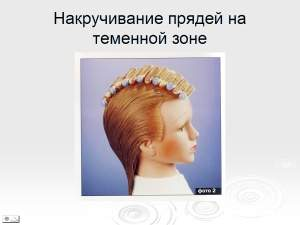 Накручивание прядей на
теменной зоне
фото 2